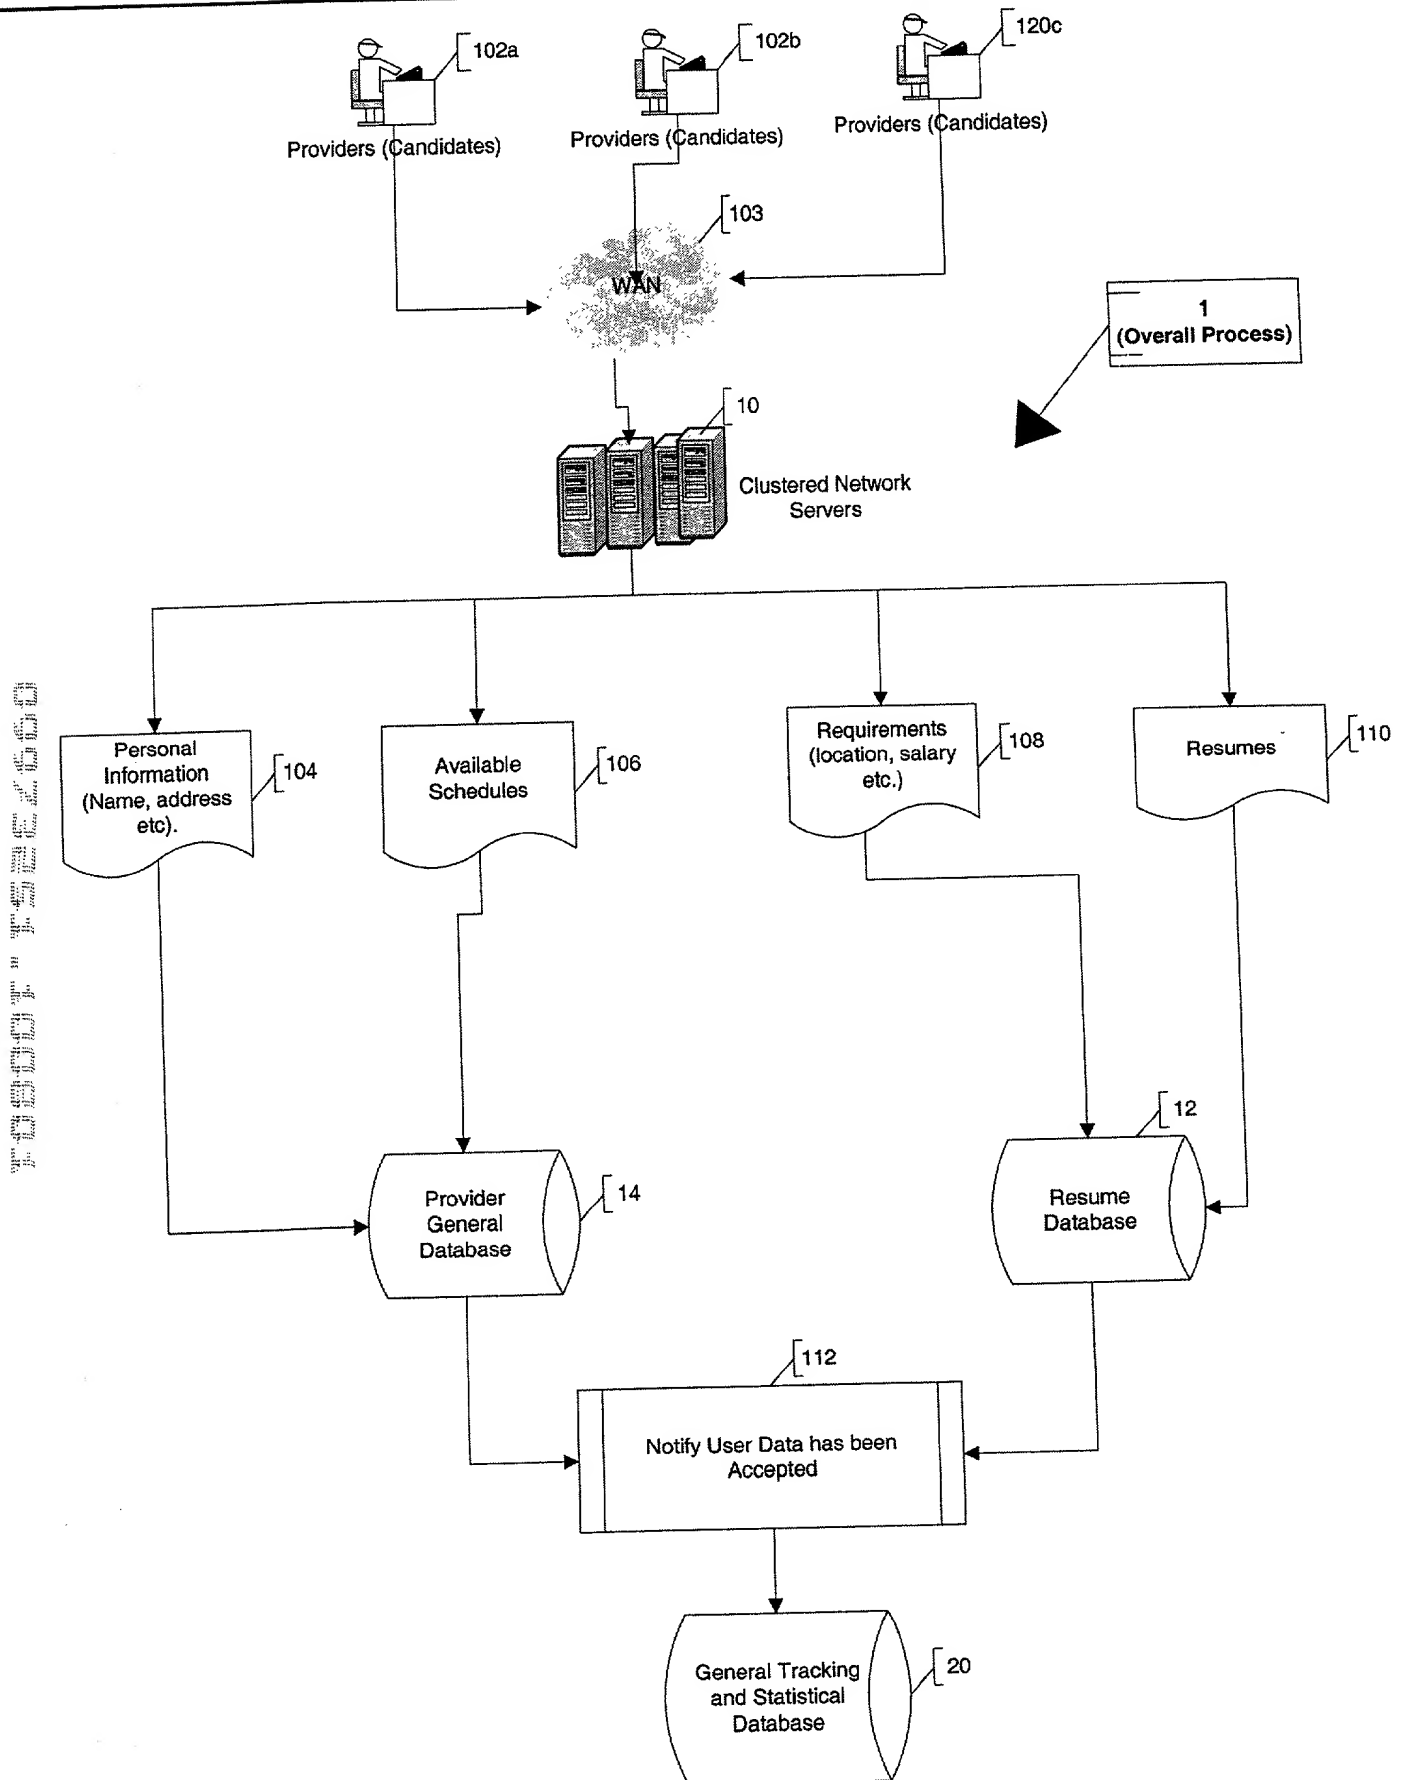 102a
102b
120c
Providers (Candidates)
Providers (Candidates)
Providers (Candidates)
103
WAN
1
(Overall Process)
10
Clustered Network
Servers
Personal
Information
(Name, address
etc).
104
Available
Schedules
106
Requirements
(location, salary
etc.)
108
Resumes
110
09973251.100801
12
Provider
General
Database
14
Resume
Database
112
Notify User Data has been
Accepted
General Tracking
and Statistical
Database
20